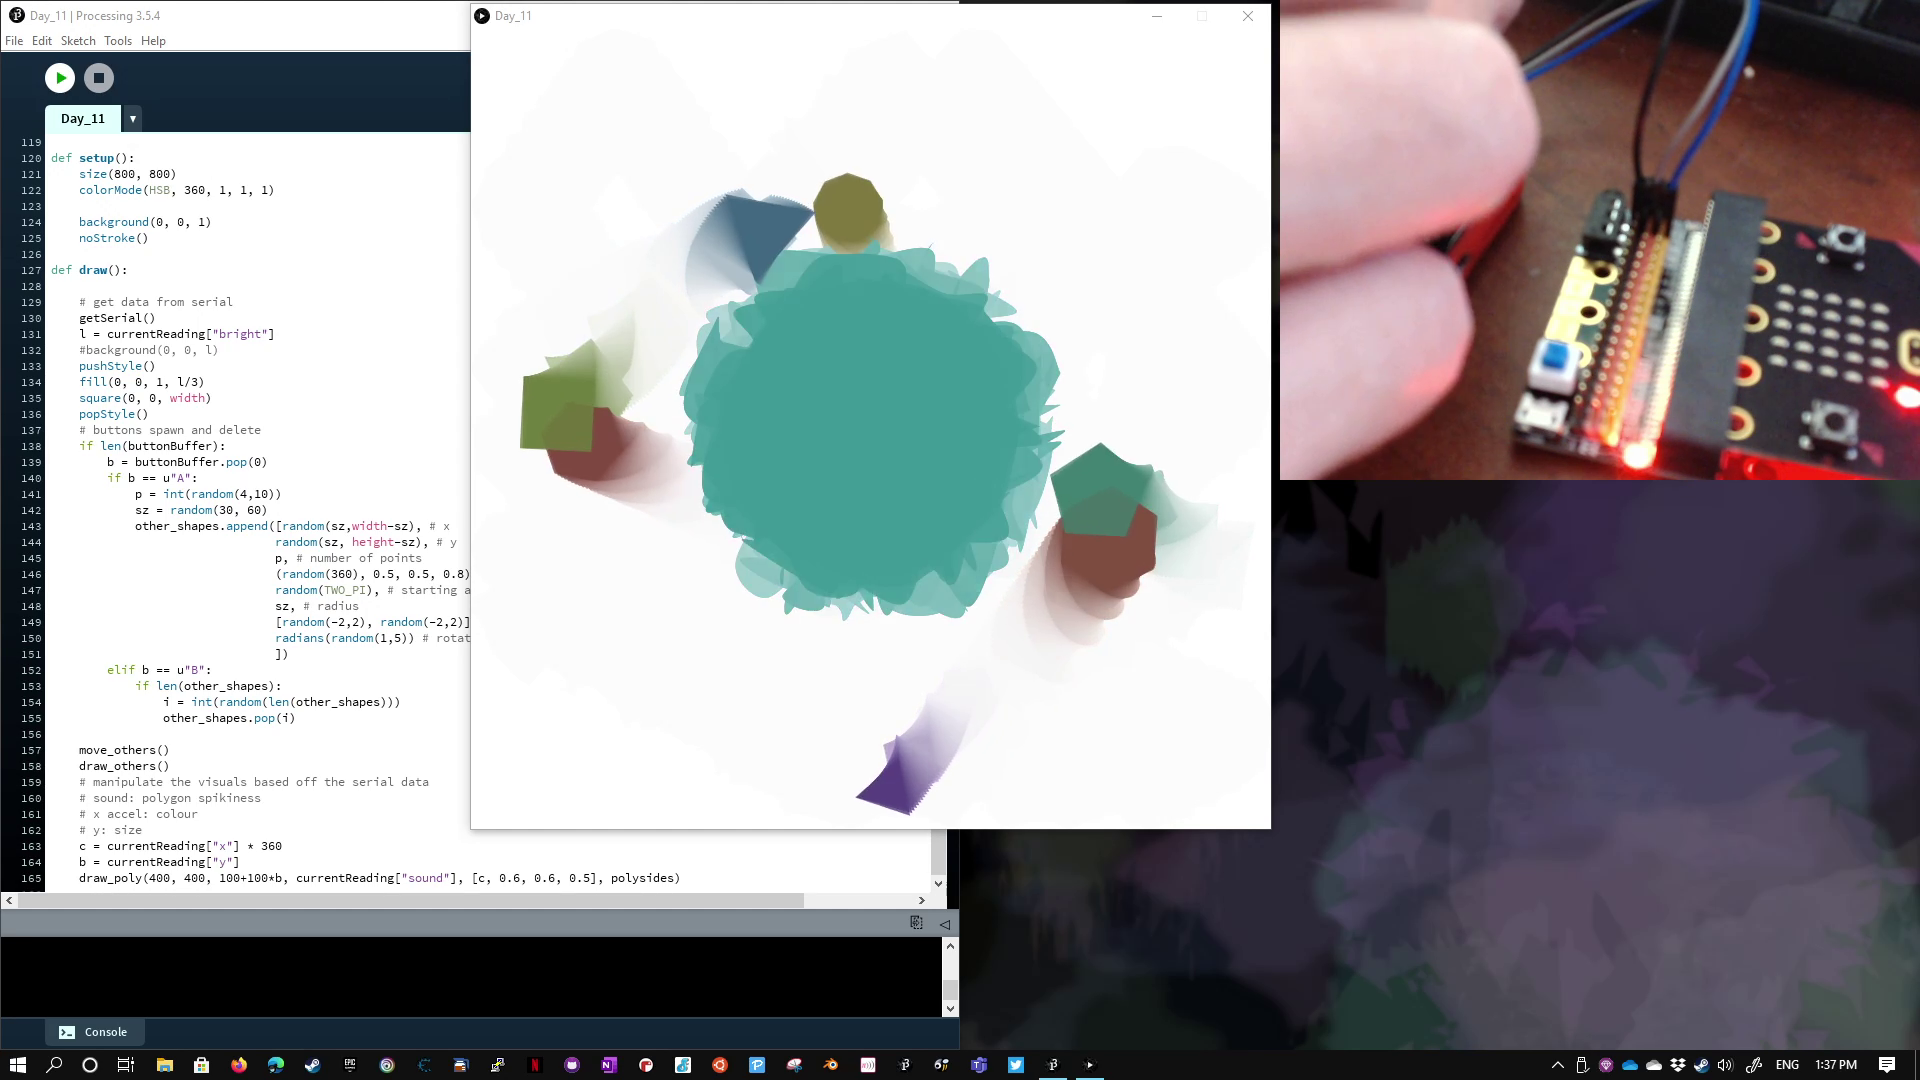 Day_11 | Processing 3.5.4
File Edit Sketch Tools Help
Day_11
Day_11
119
120 def setup():
121 size(800, 800)
122 colorMode(HSB, 360, 1, 1, 1)
123
124 background(0, 0, 1)
125 noStroke()
126
127 def draw():
128
129 # get data from serial
130 getSerial()
131 l = currentReading["bright"]
132 #background(0, 0, l)
133 pushStyle()
134 fill(0, 0, 1, l/3)
135 square(0, 0, width)
136 popStyle()
137 # buttons spawn and delete
138 if len(buttonBuffer):
139 b = buttonBuffer.pop(0)
140 if b == u"A":
141 p = int(random(4,10))
142 sz = random(30, 60)
143 other_shapes.append([random(sz,width-sz), # x
144 random(sz, height-sz), # y
145 p, # number of points
146 (random(360), 0.5, 0.5, 0.8)
147 random(TWO_PI), # starting a
148 sz, # radius
149 [random(-2,2), random(-2,2)]
150 radians(random(1,5)) # rotat
151 ])
152 elif b == u"B":
153 if len(other_shapes):
154 i = int(random(len(other_shapes)))
155 other_shapes.pop(i)
156
157 move_others()
158 draw_others()
159 # manipulate the visuals based off the serial data
160 # sound: polygon spikiness
161 # x accel: colour
162 # y: size
163 c = currentReading["x"] * 360
164 b = currentReading["y"]
165 draw_poly(400, 400, 100+100*b, currentReading["sound"], [c, 0.6, 0.6, 0.5], polysides)
Console
ENG 1:37 PM